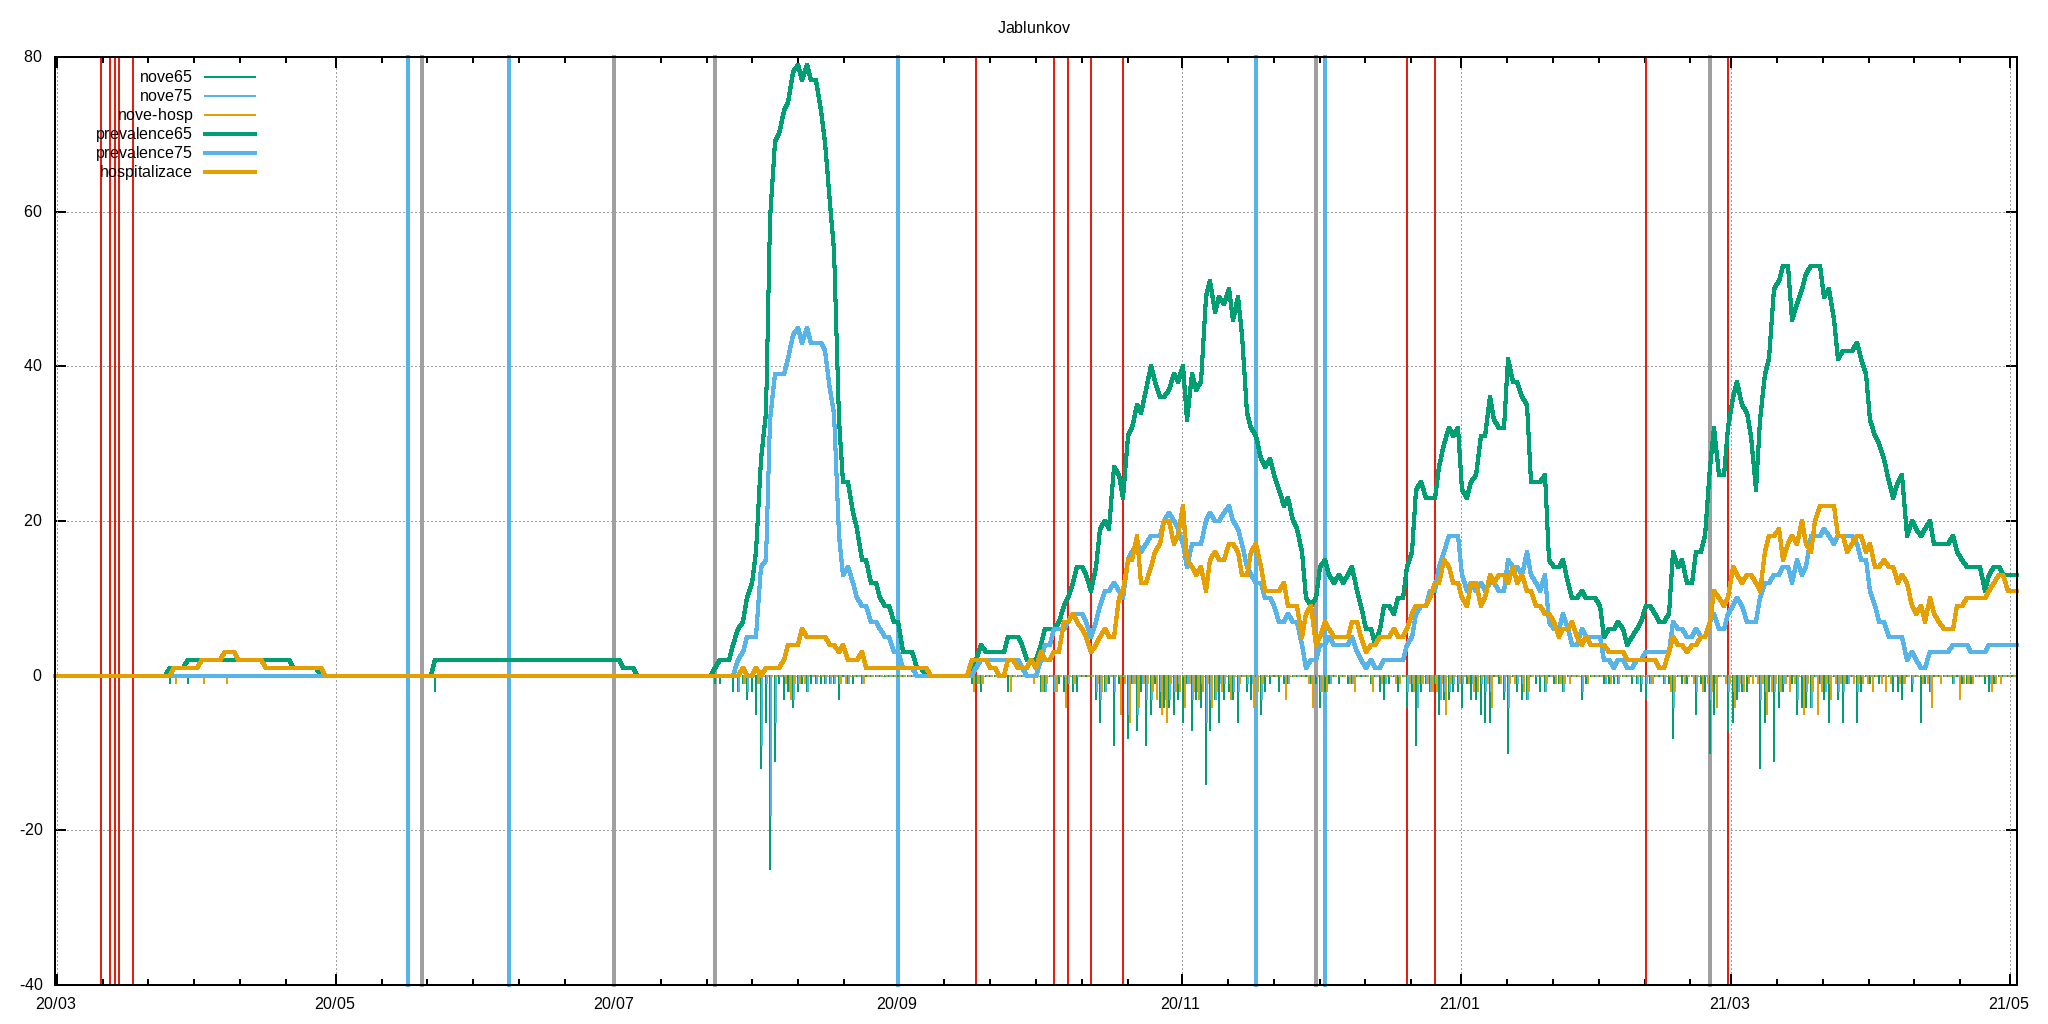 Jablunkov
80
60
40
20
0
-20
-40
nove65
nove75
nove-hosp
prevalence65
prevalence75
hospitalizace
20/03 20/05 20/07 20/09 20/11 21/01 21/03 21/05